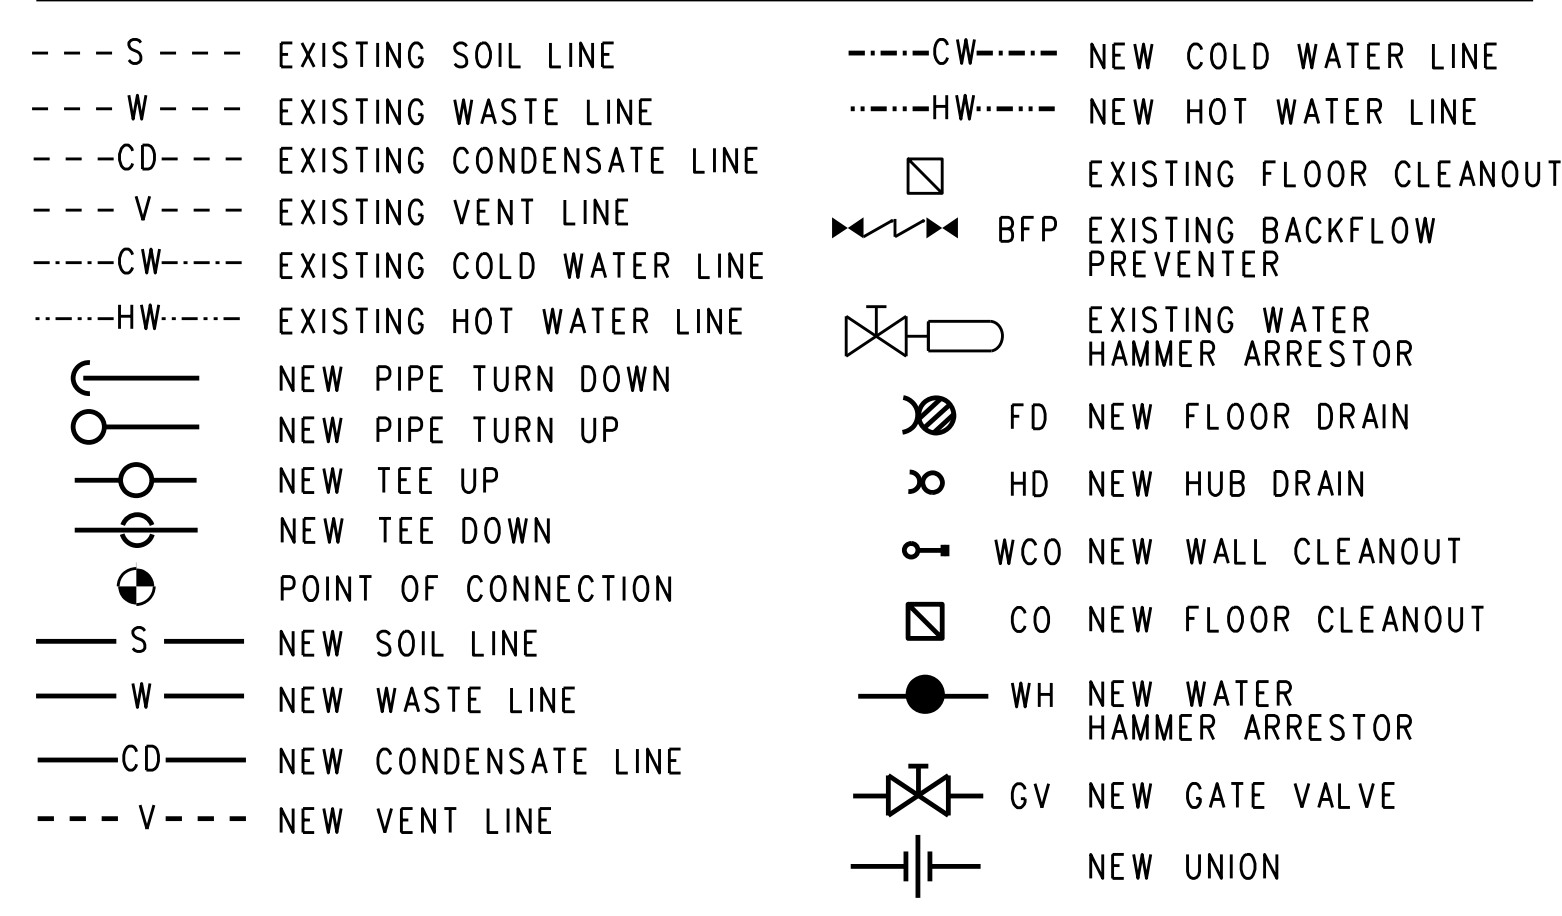 S EXISTING SOIL LINE
W EXISTING WASTE LINE
CD EXISTING CONDENSATE LINE
V EXISTING VENT LINE
CW EXISTING COLD WATER LINE
HW EXISTING HOT WATER LINE
NEW PIPE TURN DOWN
NEW PIPE TURN UP
NEW TEE UP
NEW TEE DOWN
POINT OF CONNECTION
S NEW SOIL LINE
W NEW WASTE LINE
CD NEW CONDENSATE LINE
V NEW VENT LINE
CW NEW COLD WATER LINE
HW NEW HOT WATER LINE
EXISTING FLOOR CLEANOUT
BFP EXISTING BACKFLOW
PREVENTER
EXISTING WATER
HAMMER ARRESTOR
FD NEW FLOOR DRAIN
HD NEW HUB DRAIN
WCO NEW WALL CLEANOUT
CO NEW FLOOR CLEANOUT
WH NEW WATER
HAMMER ARRESTOR
GV NEW GATE VALVE
NEW UNION